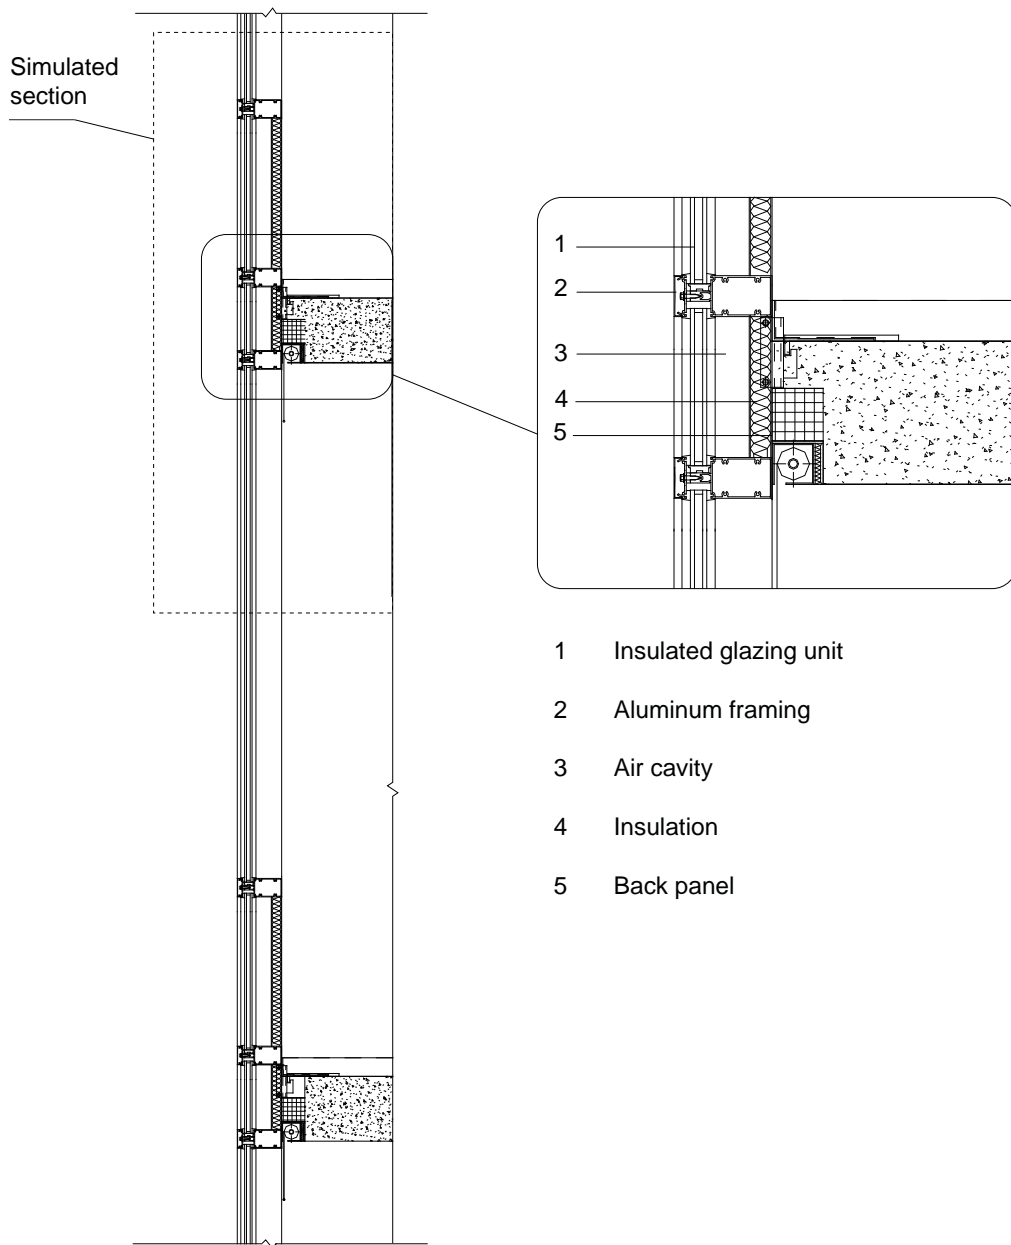 Simulated
section
1
2
3
4
5
1 Insulated glazing unit
2 Aluminum framing
3 Air cavity
4 Insulation
5 Back panel